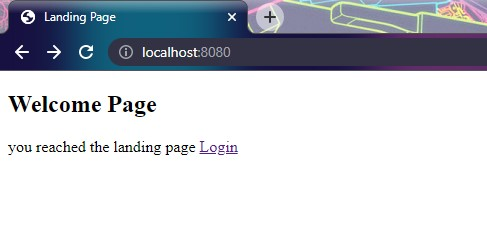 Landing Page
localhost:8080
Welcome Page
you reached the landing page Login